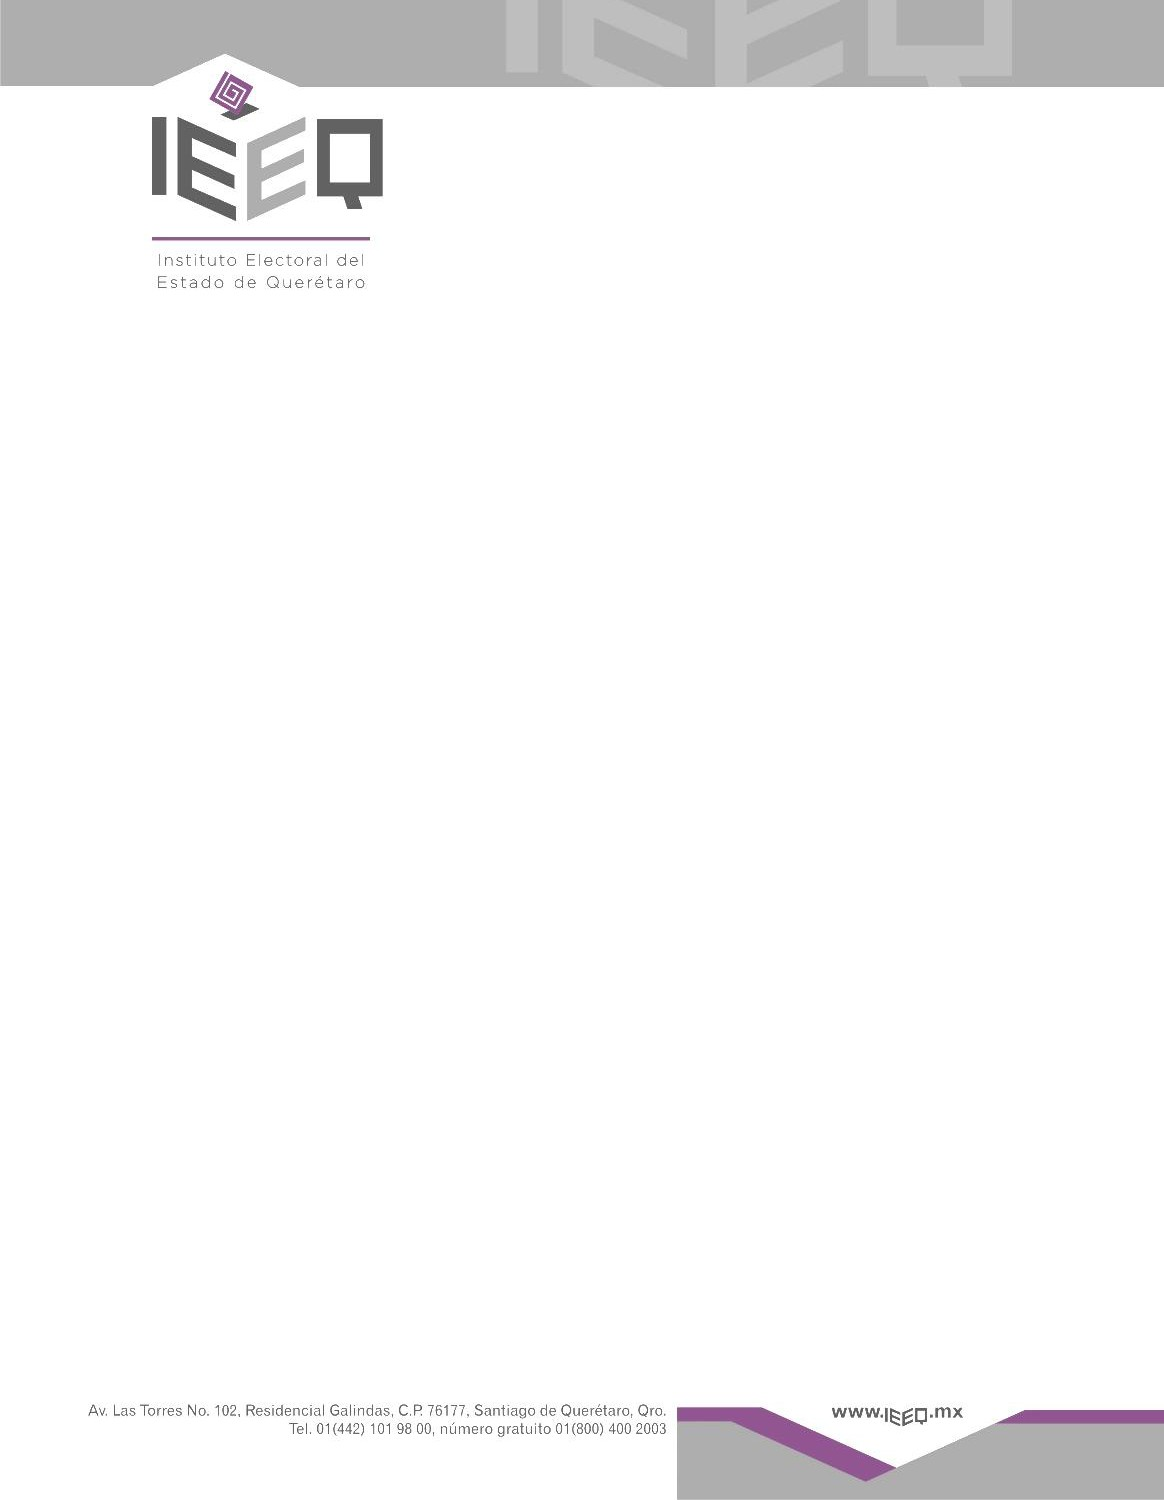 IEEQ
IEEQ
Instituto Electoral del
Estado de Querétaro
Av. Las Torres No. 102, Residencial Galindas, C.P. 76177, Santiago de Querétaro, Qro.
Tel. 01(442) 101 98 00, número gratuito 01(800) 400 2003
www.IEEQ.mx